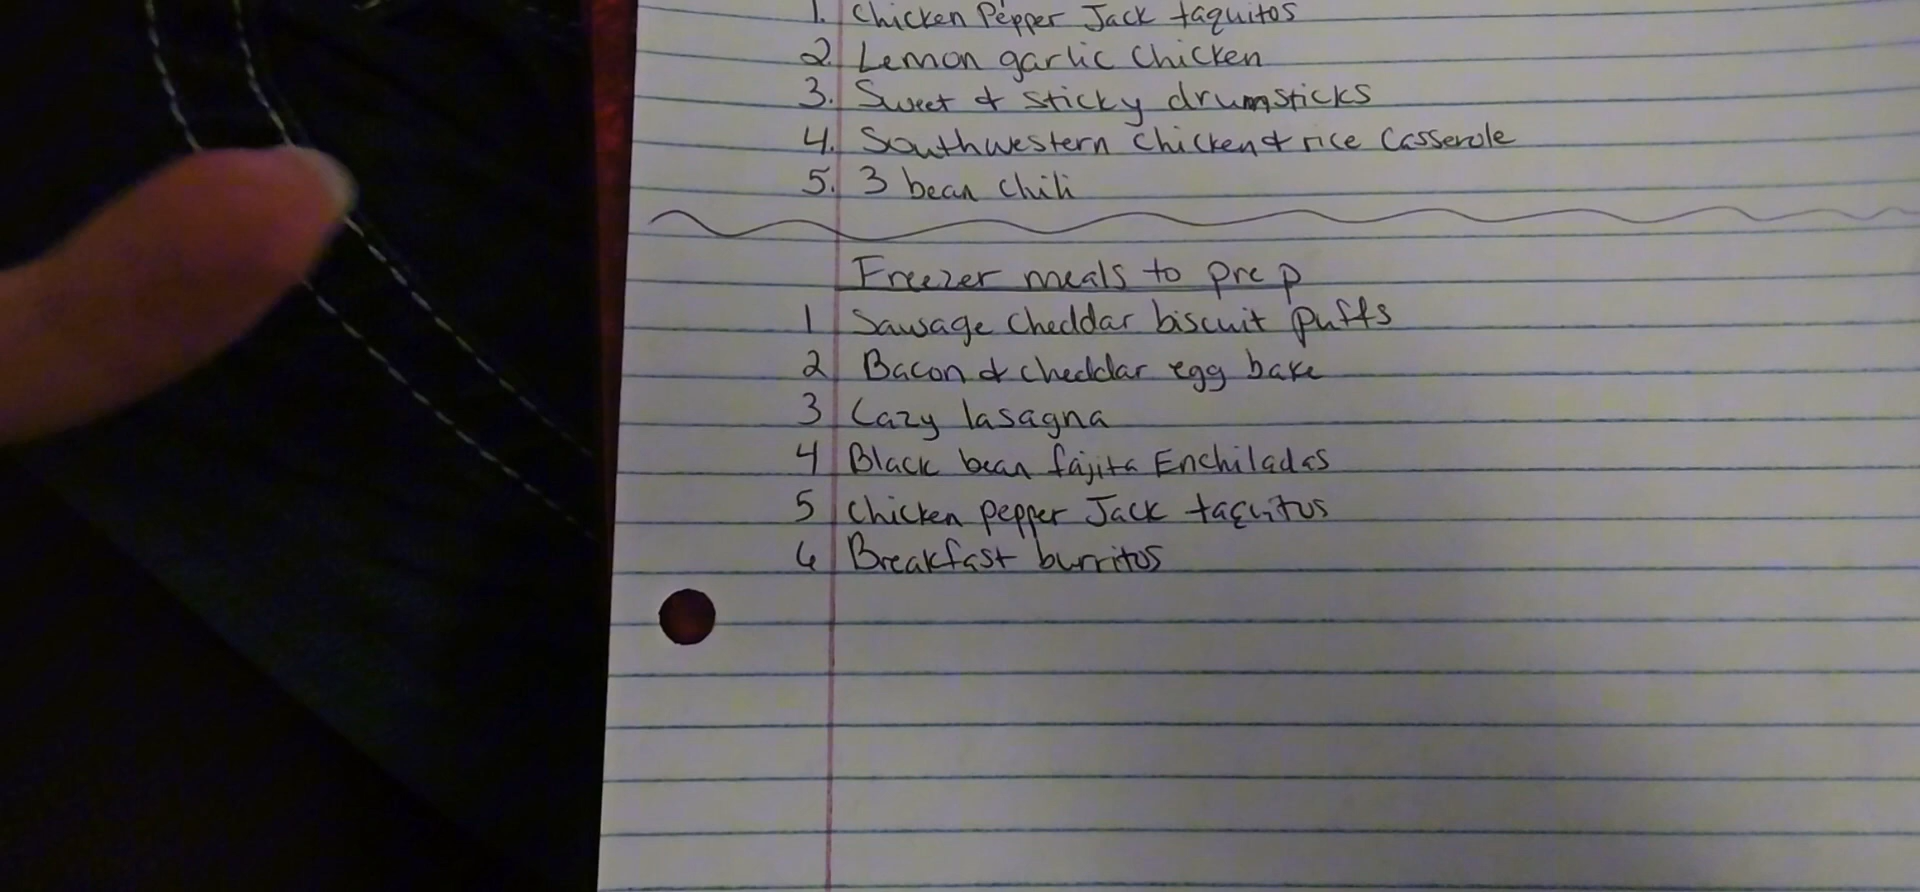 1. Chicken Pepper Jack taquitos
2. Lemon garlic Chicken
3. Sweet & sticky drumsticks
4. Southwestern Chicken & rice Casserole
5. 3 bean chili
Freezer meals to prep
1 Sausage Cheddar biscuit puffs
2 Bacon & cheddar egg bake
3 Lazy lasagna
4 Black bean fajita Enchiladas
5 Chicken pepper Jack taquitos
6 Breakfast burritos